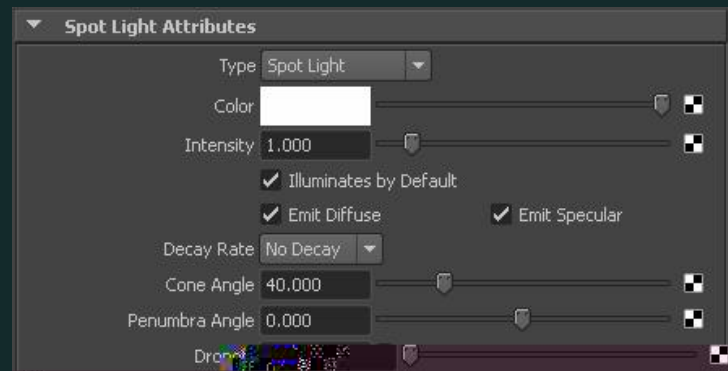 Spot Light Attributes
Type Spot Light
Color
Intensity 1.000
Illuminates by Default
Emit Diffuse Emit Specular
Decay Rate No Decay
Cone Angle 40.000
Penumbra Angle 0.000